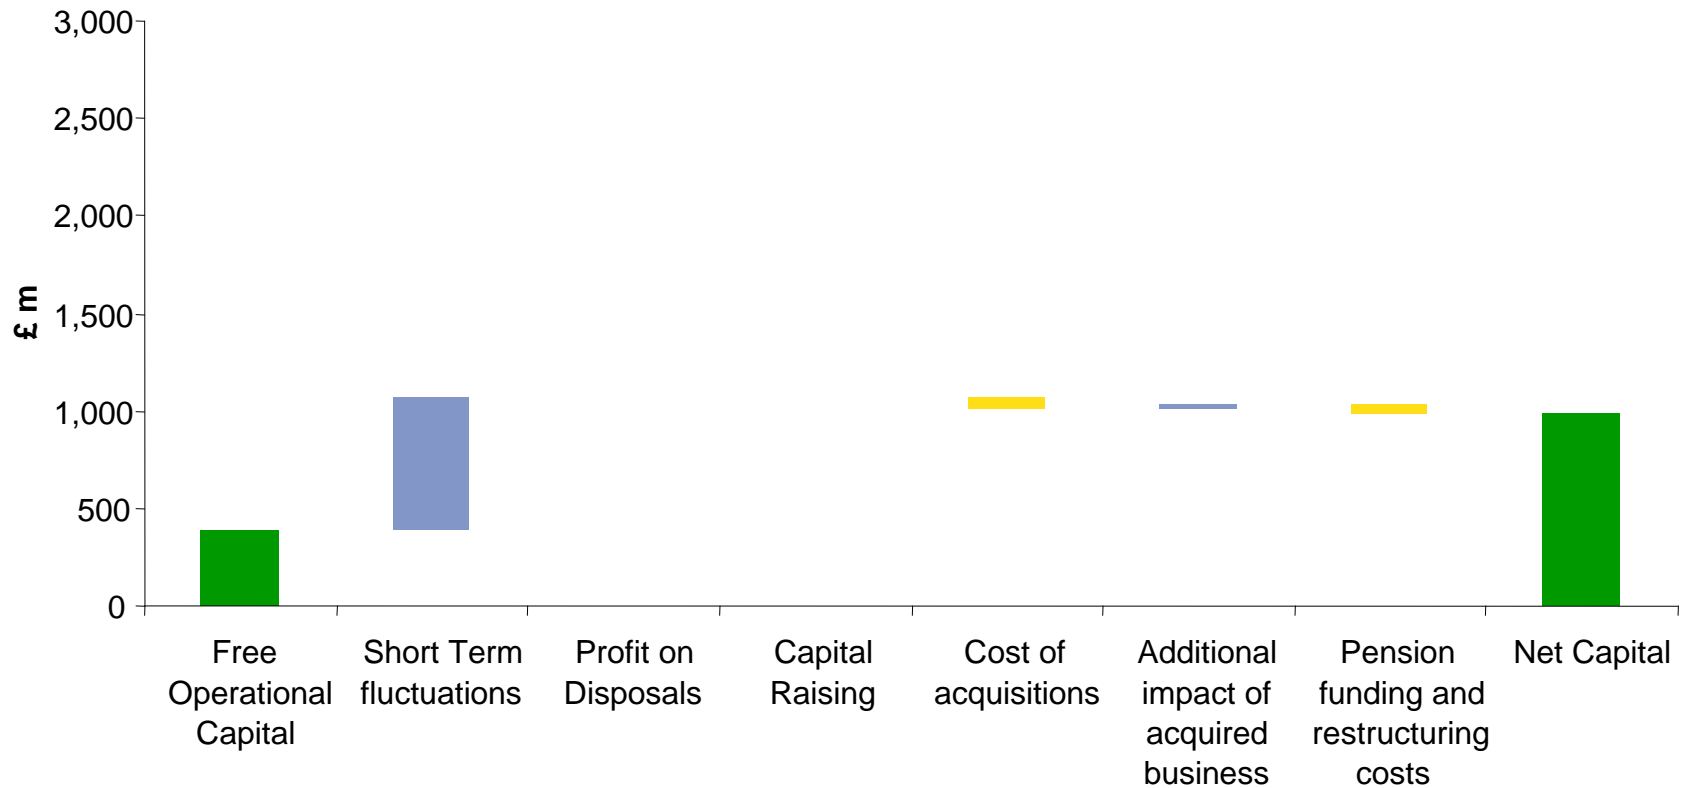 3,000
2,500
2,000
1,500
1,000
500
0
£ m
Free
Operational
Capital
Short Term
fluctuations
Profit on
Disposals
Capital
Raising
Cost of
acquisitions
Additional
impact of
acquired
business
Pension
funding and
restructuring
costs
Net Capital